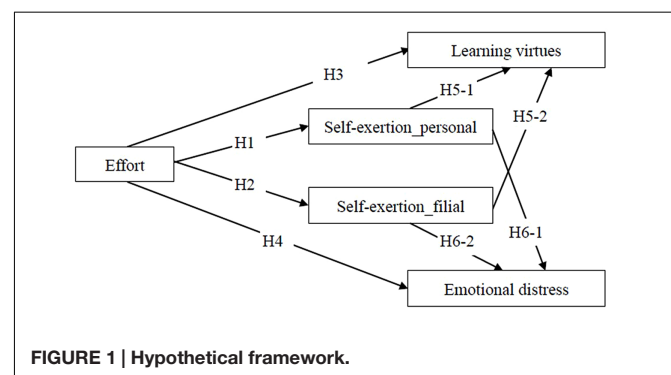 Learning virtues
H3
H5-1
H5-2
Self-exertion_personal
H1
Effort
H2
Self-exertion_filial
H4
H6-2
H6-1
Emotional distress
FIGURE 1 | Hypothetical framework.